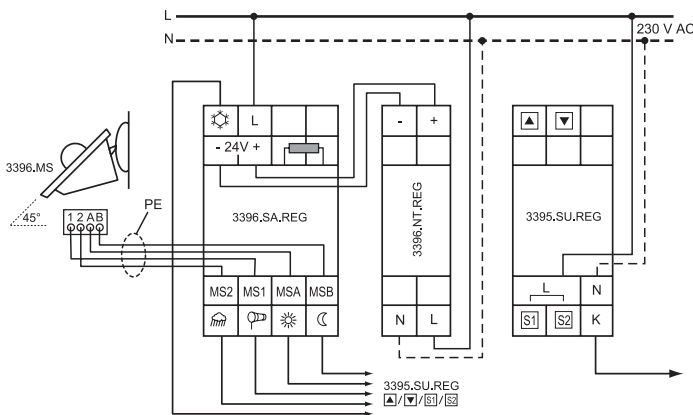 L
N
230 V AC
L
- 24V +
- +
▲ ▼
3396.MS
45°
1 2 A B
PE
3396.SA.REG
3396.NT.REG
3395.SU.REG
MS2 MS1 MSA MSB
N L
L N
S1 S2 K
3395.SU.REG
▲/▼/S1/S2